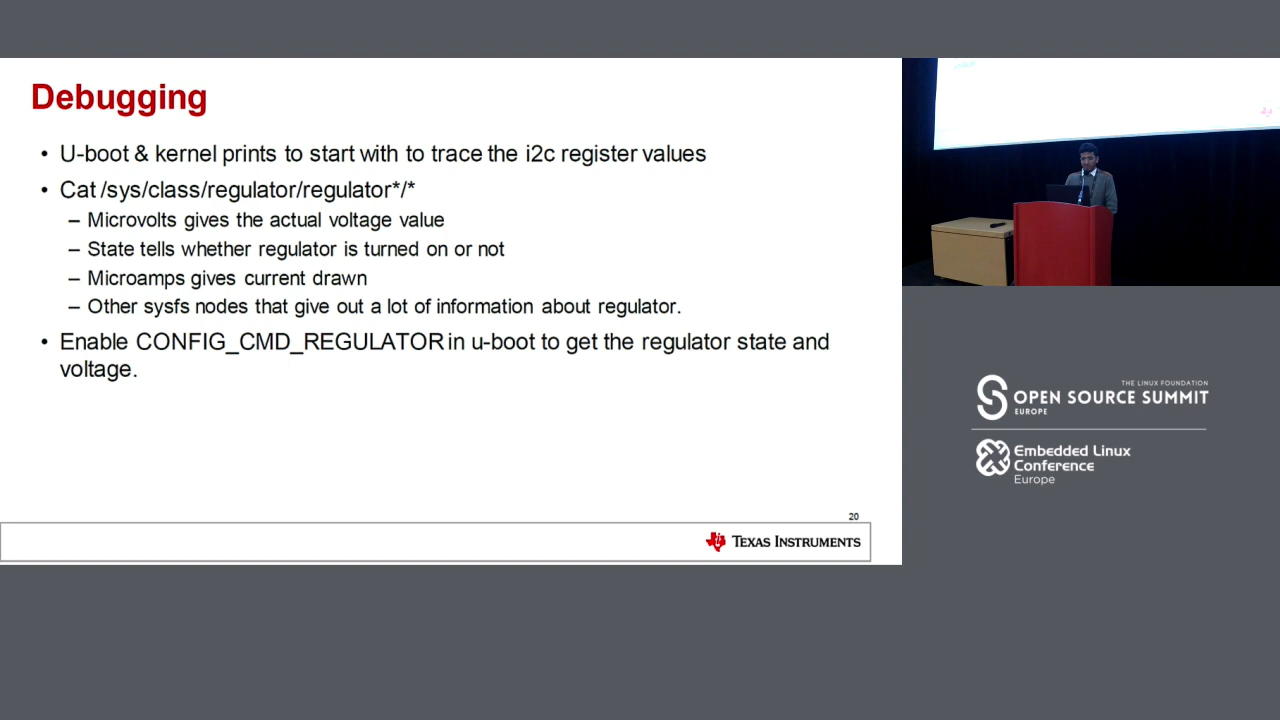 Debugging
• U-boot & kernel prints to start with to trace the i2c register values
• Cat /sys/class/regulator/regulator*/*
– Microvolts gives the actual voltage value
– State tells whether regulator is turned on or not
– Microamps gives current drawn
– Other sysfs nodes that give out a lot of information about regulator.
• Enable CONFIG_CMD_REGULATOR in u-boot to get the regulator state and
voltage.
20
TEXAS INSTRUMENTS
THE LINUX FOUNDATION
OPEN SOURCE SUMMIT
EUROPE
Embedded Linux
Conference
Europe